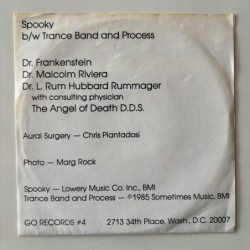 Spooky
b/w Trance Band and Process
Dr. Frankenstein
Dr. Malcolm Riviera
Dr. L. Rum Hubbard Rummager
with consulting physician
The Angel of Death D.D.S.
Aural Surgery – Chris Piantadosi
Photo – Marg Rock
Spooky – Lowery Music Co. Inc., BMI
Trance Band and Process – ©1985 Sometimes Music, BMI
GO RECORDS #4 2713 34th Place, Wash., D.C. 20007